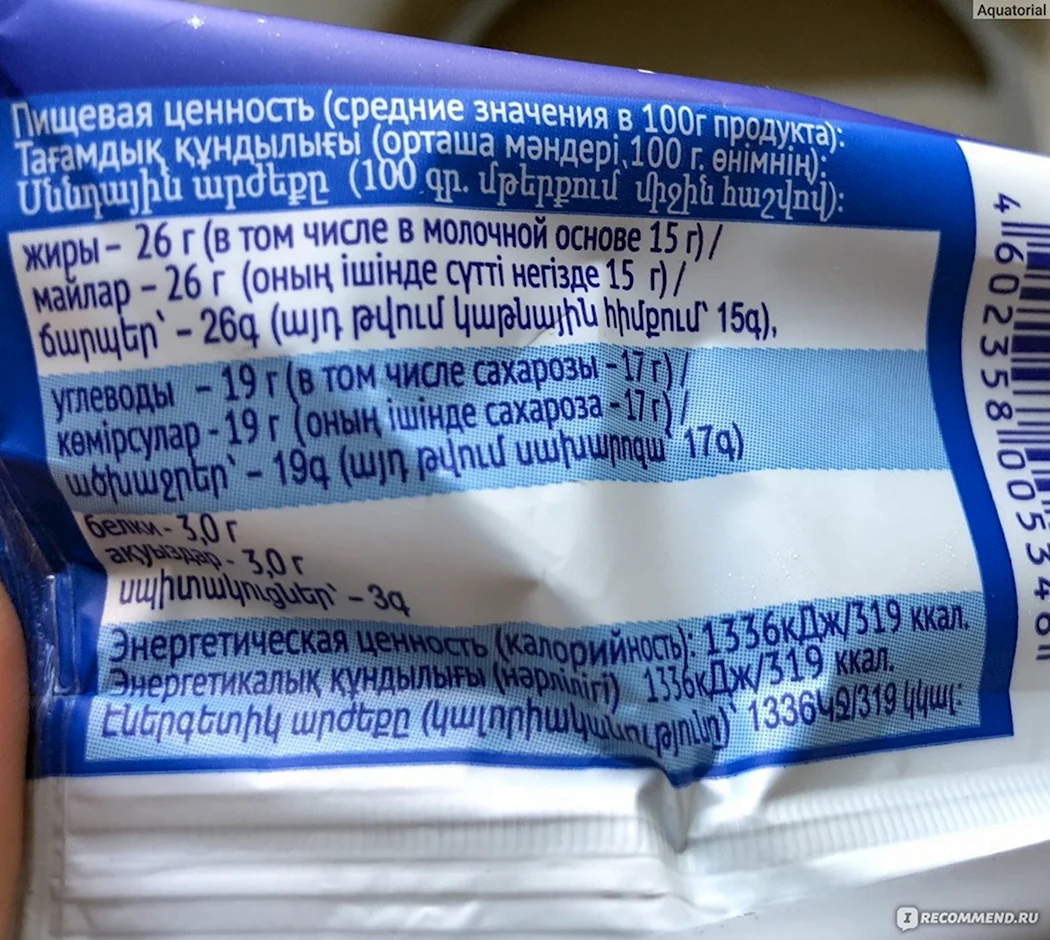 Aquatorial
Пищевая ценность (средние значения в 100г продукта):
Тағамдық құндылығы (орташа мәндері,100 г. өнімнің):
Սննդային արժեքը (100 գր. մթերքում միջին հաշվով):
жиры – 26 г (в том числе в молочной основе 15 г) /
майлар – 26 г (оның ішінде сүтті негізде 15 г) /
ճարպեր՝ – 26գ (այդ թվում կաթնային հիմքում՝ 15գ),
углеводы – 19 г (в том числе сахарозы - 17 г) /
көмірсулар - 19 г (оның ішінде сахароза - 17 г) /
ածխաջրեր՝ – 19գ (այդ թվում սախարոզա՝ 17գ)
белки - 3,0 г
ақуыздар - 3,0 г
սպիտակուցներ՝ – 3գ
Энергетическая ценность (калорийность): 1336кДж/319 ккал.
Энергетикалық құндылығы (нәрлілігі) 1336кДж/319 ккал.
Էներգետիկ արժեքը (կալորիականությունը)՝ 1336ԿՋ/319 կկալ:
4 602358 005346
RECOMMEND.RU